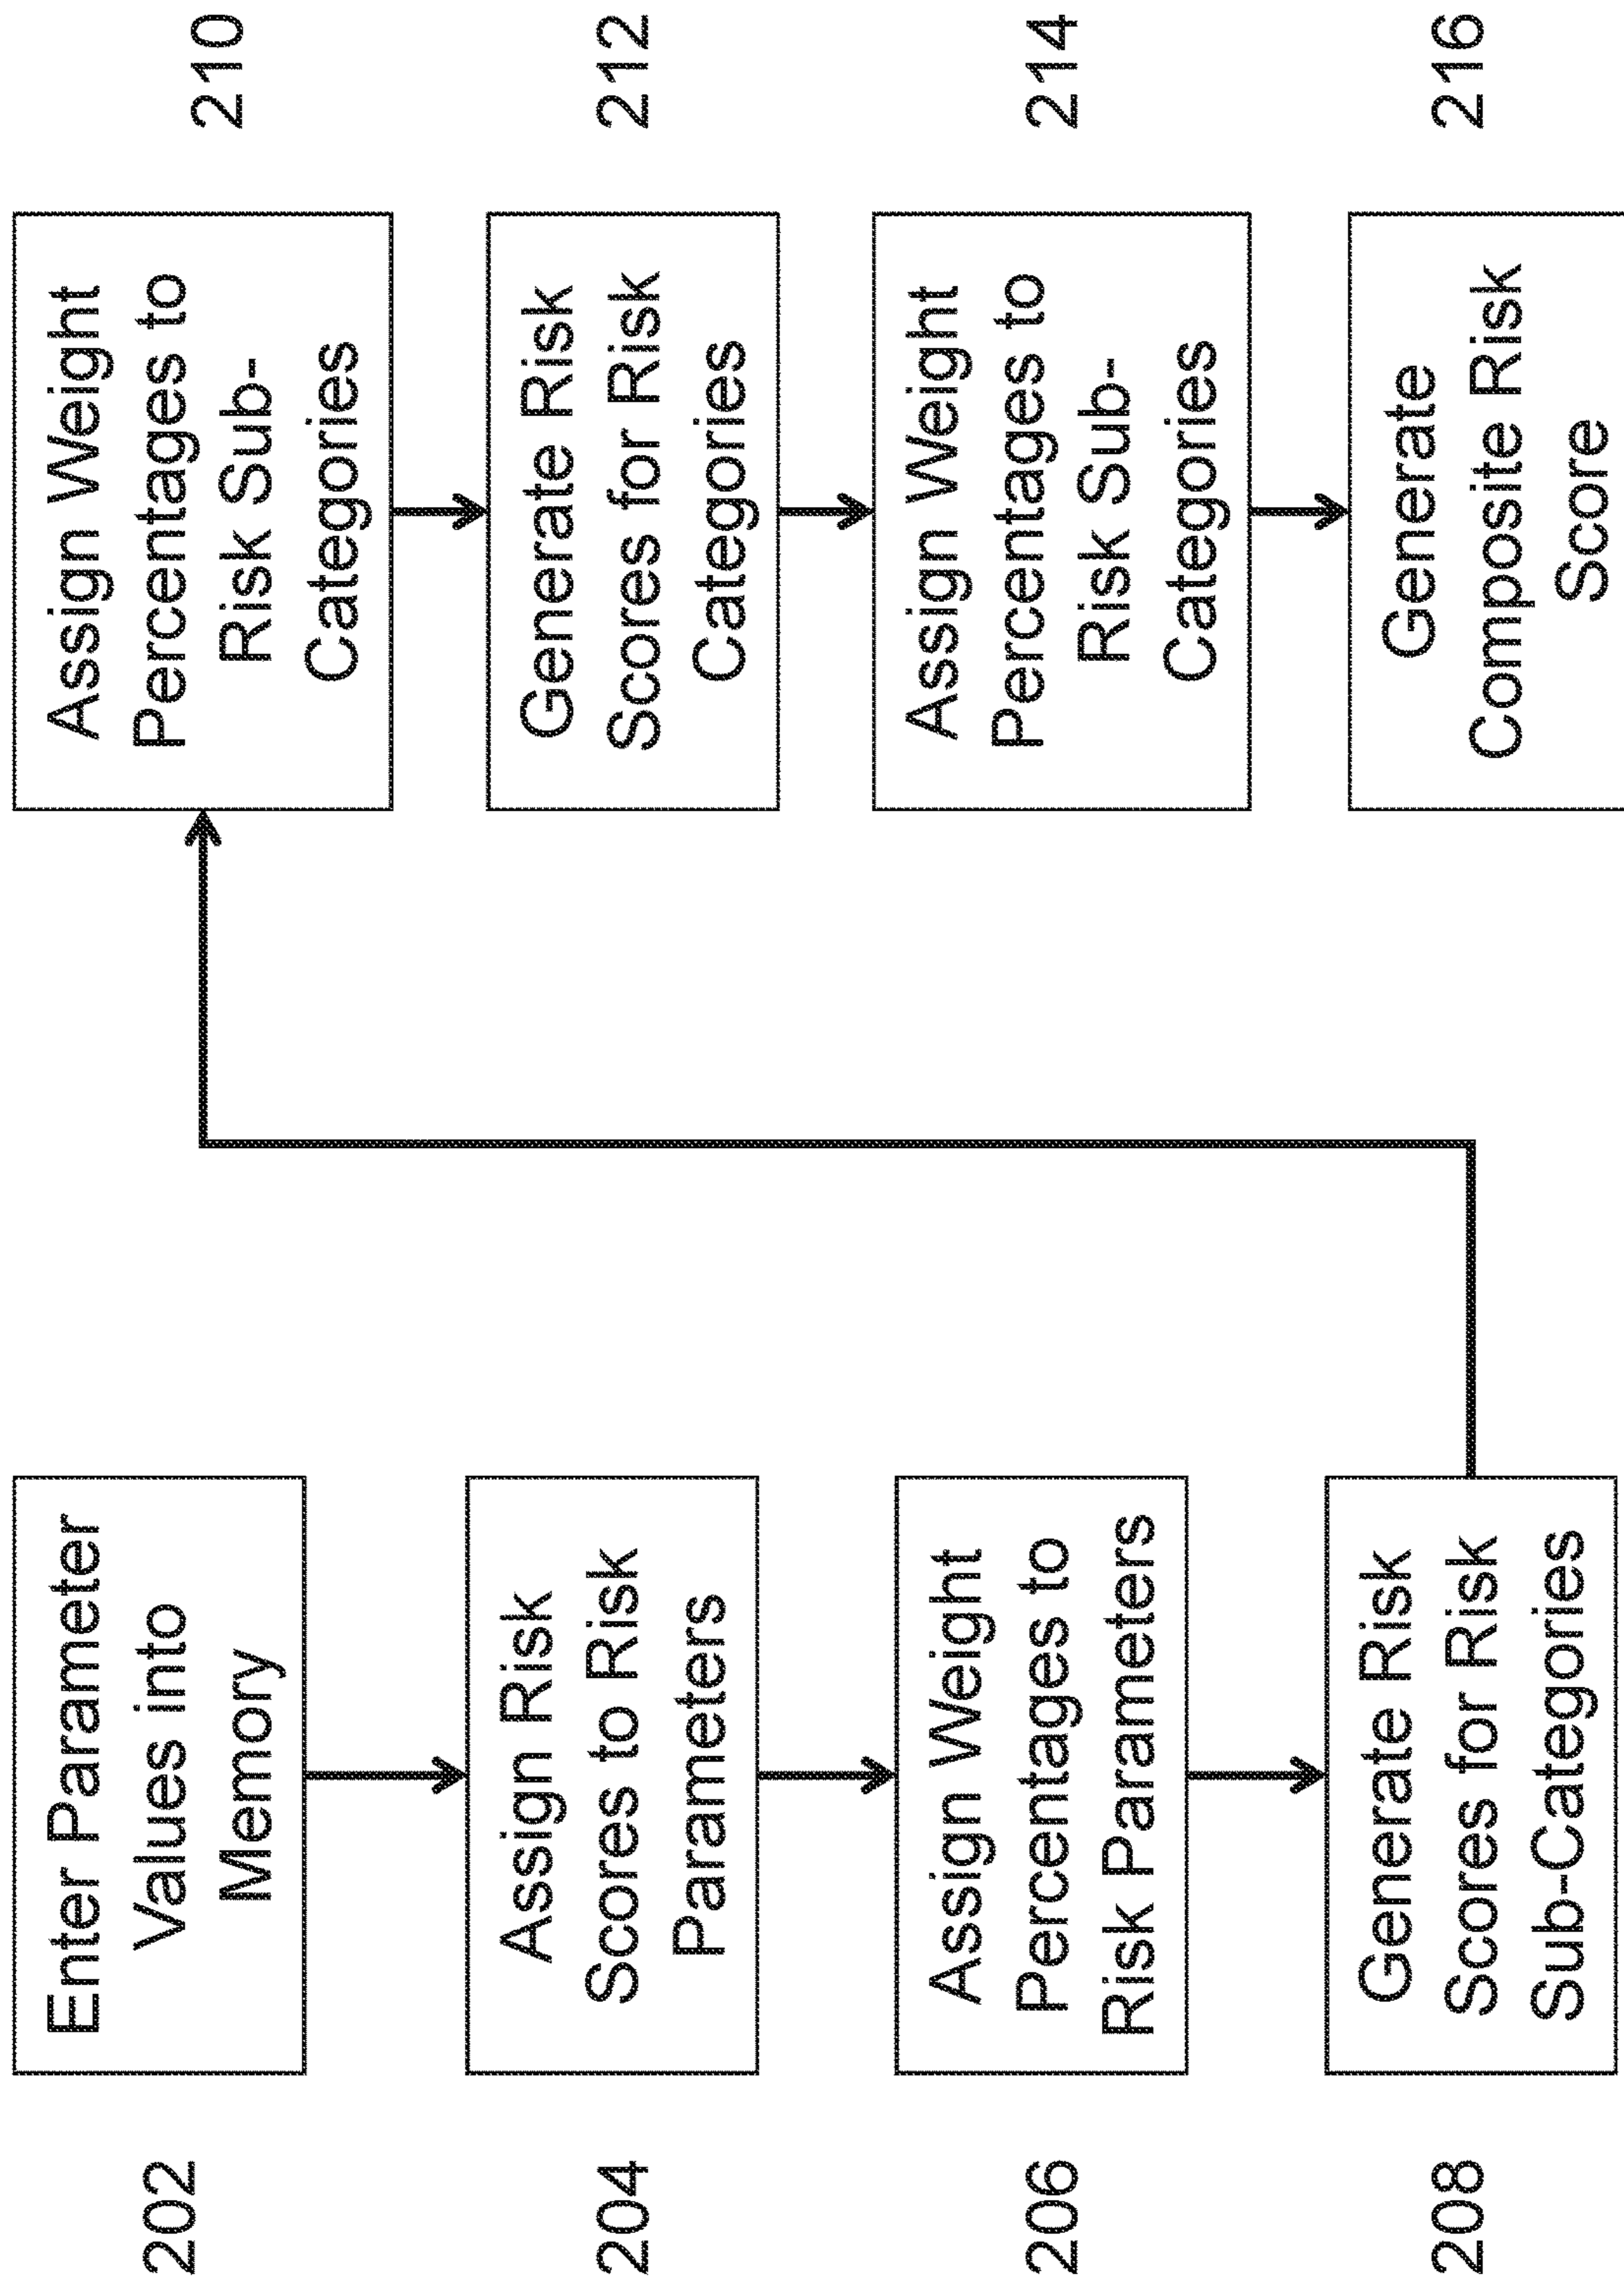 202
Enter Parameter
Values into
Memory
204
Assign Risk
Scores to Risk
Parameters
206
Assign Weight
Percentages to
Risk Parameters
208
Generate Risk
Scores for Risk
Sub-Categories
Assign Weight
Percentages to
Risk Sub-
Categories
210
Generate Risk
Scores for Risk
Categories
212
Assign Weight
Percentages to
Risk Sub-
Categories
214
Generate
Composite Risk
Score
216